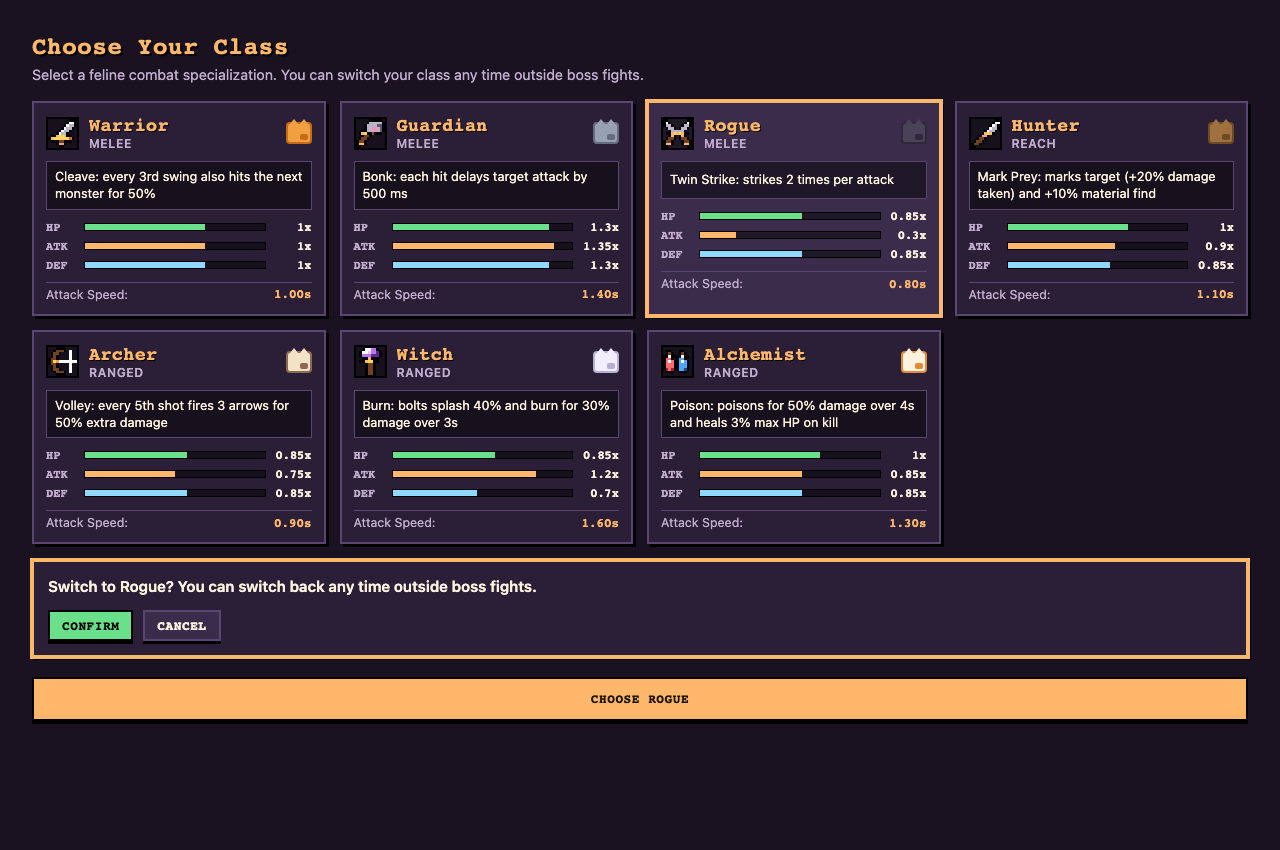 Choose Your Class
Select a feline combat specialization. You can switch your class any time outside boss fights.
Warrior
MELEE
Cleave: every 3rd swing also hits the next
monster for 50%
HP 1x
ATK 1x
DEF 1x
Attack Speed: 1.00s
Guardian
MELEE
Bonk: each hit delays target attack by
500 ms
HP 1.3x
ATK 1.35x
DEF 1.3x
Attack Speed: 1.40s
Rogue
MELEE
Twin Strike: strikes 2 times per attack
HP 0.85x
ATK 0.3x
DEF 0.85x
Attack Speed: 0.80s
Hunter
REACH
Mark Prey: marks target (+20% damage
taken) and +10% material find
HP 1x
ATK 0.9x
DEF 0.85x
Attack Speed: 1.10s
Archer
RANGED
Volley: every 5th shot fires 3 arrows for
50% extra damage
HP 0.85x
ATK 0.75x
DEF 0.85x
Attack Speed: 0.90s
Witch
RANGED
Burn: bolts splash 40% and burn for 30%
damage over 3s
HP 0.85x
ATK 1.2x
DEF 0.7x
Attack Speed: 1.60s
Alchemist
RANGED
Poison: poisons for 50% damage over 4s
and heals 3% max HP on kill
HP 1x
ATK 0.85x
DEF 0.85x
Attack Speed: 1.30s
Switch to Rogue? You can switch back any time outside boss fights.
CONFIRM CANCEL
CHOOSE ROGUE